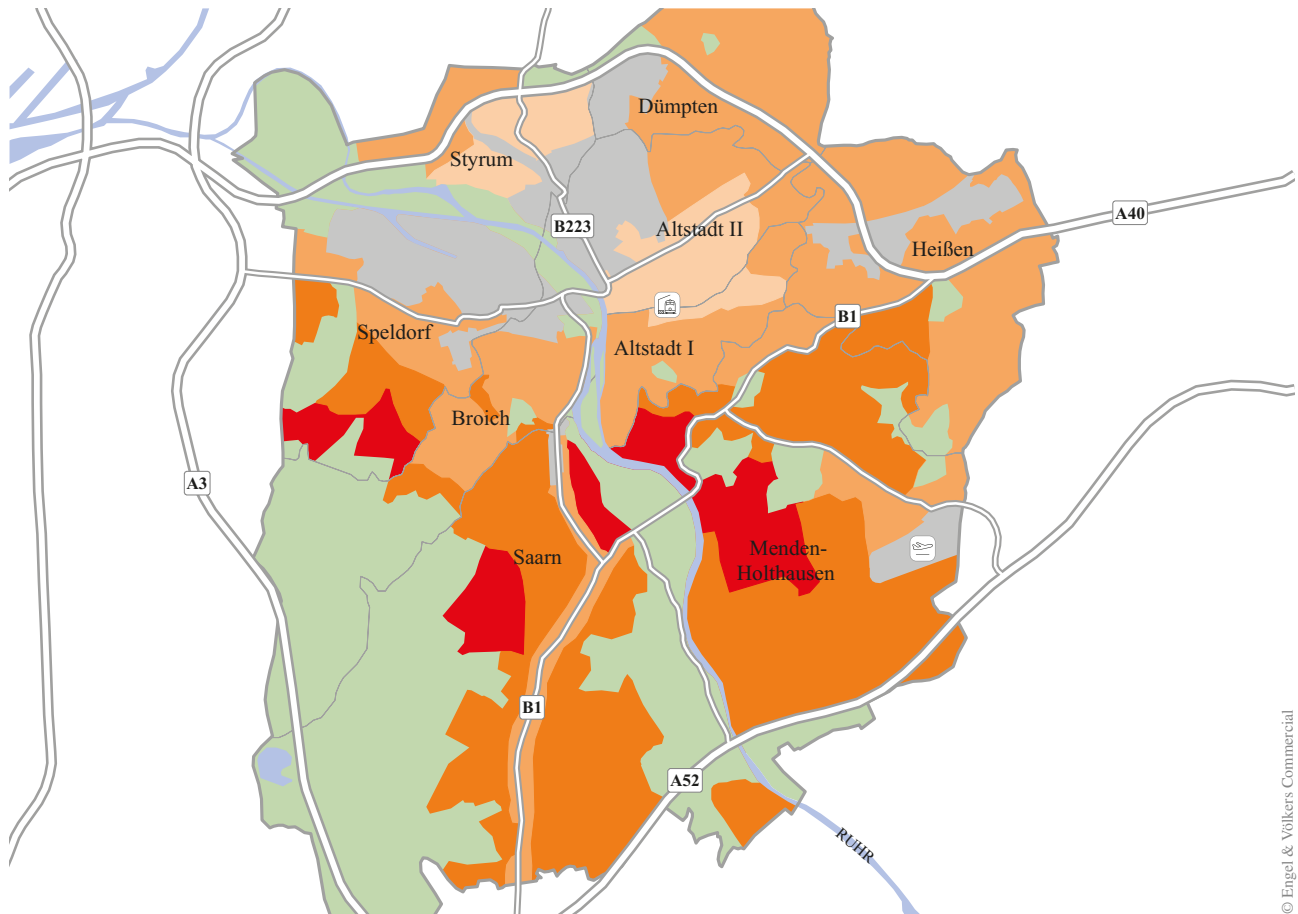 Dümpten
Styrum
B223
Altstadt II
A40
Heißen
B1
Speldorf
Altstadt I
Broich
A3
Saarn
Menden-
Holthausen
B1
A52
RUHR
© Engel & Völkers Commercial